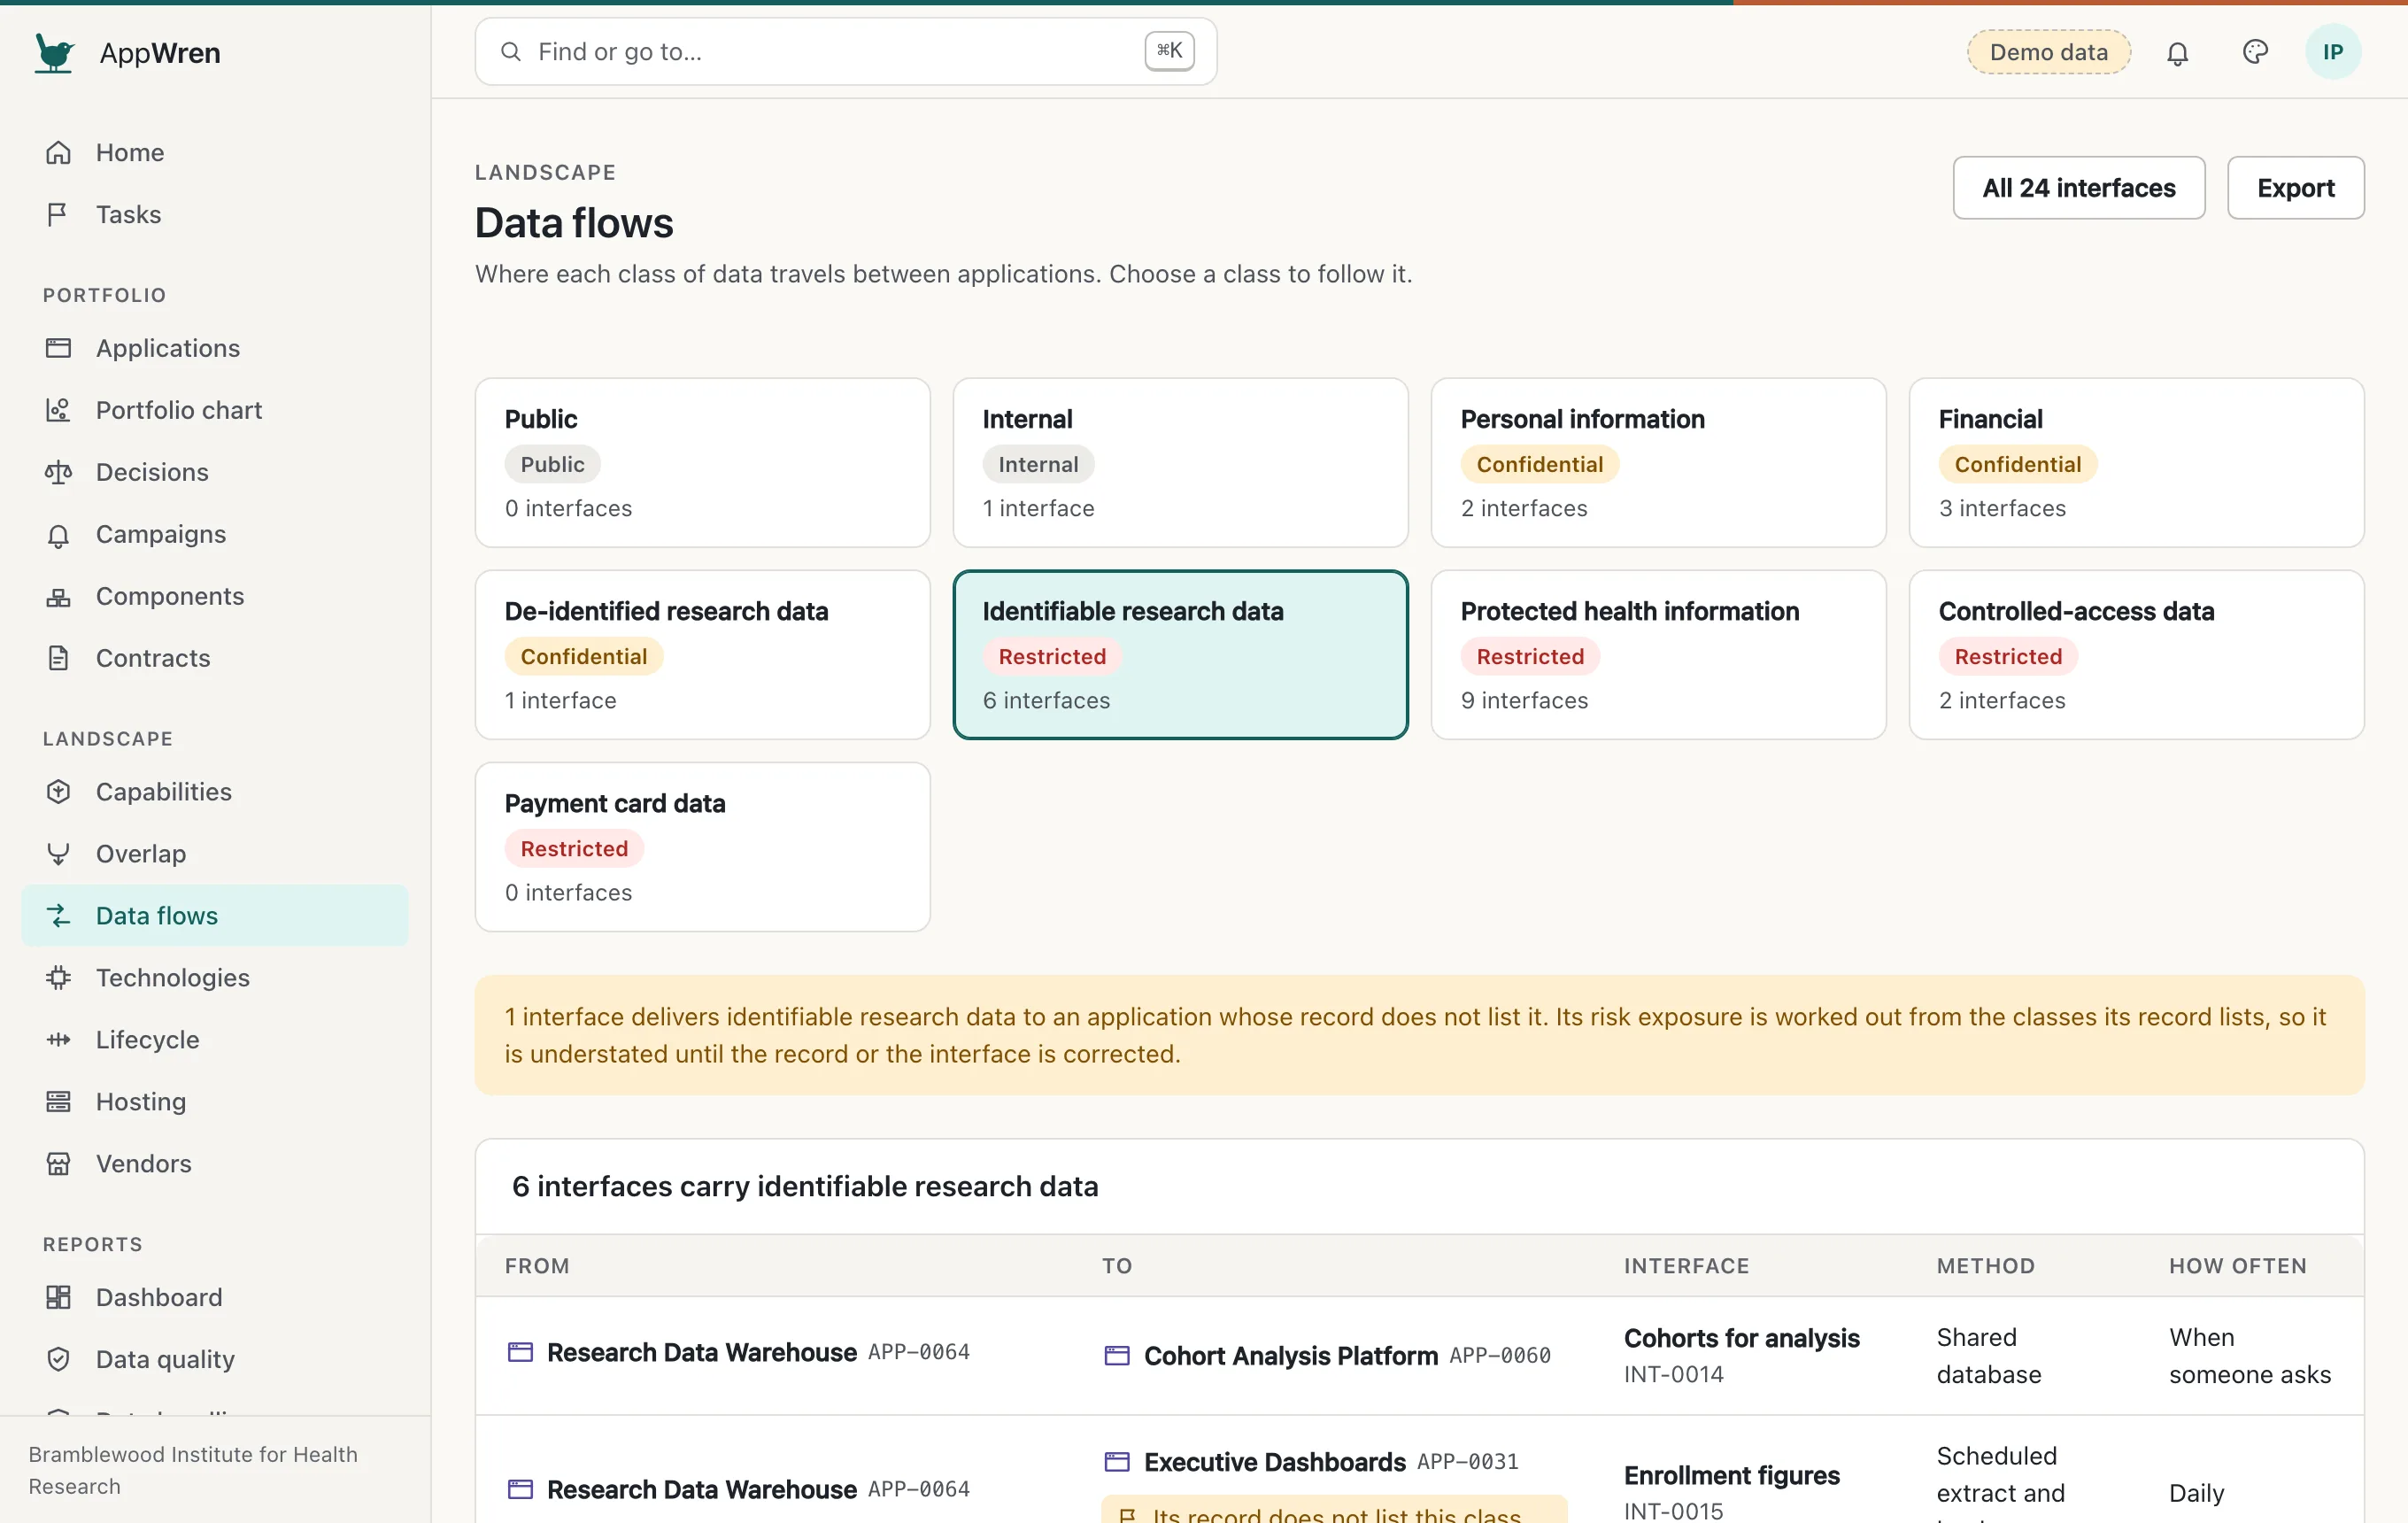 AppWren
Find or go to...
⌘K
Demo data
IP
Home
Tasks
PORTFOLIO
Applications
Portfolio chart
Decisions
Campaigns
Components
Contracts
LANDSCAPE
Capabilities
Overlap
Data flows
Technologies
Lifecycle
Hosting
Vendors
REPORTS
Dashboard
Data quality
Bramblewood Institute for Health
Research
LANDSCAPE
Data flows
Where each class of data travels between applications. Choose a class to follow it.
All 24 interfaces
Export
Public
Public
0 interfaces
Internal
Internal
1 interface
Personal information
Confidential
2 interfaces
Financial
Confidential
3 interfaces
De-identified research data
Confidential
1 interface
Identifiable research data
Restricted
6 interfaces
Protected health information
Restricted
9 interfaces
Controlled-access data
Restricted
2 interfaces
Payment card data
Restricted
0 interfaces
1 interface delivers identifiable research data to an application whose record does not list it. Its risk exposure is worked out from the classes its record lists, so it
is understated until the record or the interface is corrected.
6 interfaces carry identifiable research data
FROM TO INTERFACE METHOD HOW OFTEN
Research Data Warehouse APP-0064
Cohort Analysis Platform APP-0060
Cohorts for analysis
INT-0014
Shared
database
When
someone asks
Research Data Warehouse APP-0064
Executive Dashboards APP-0031
Its record does not list this class
Enrollment figures
INT-0015
Scheduled
extract and
Daily